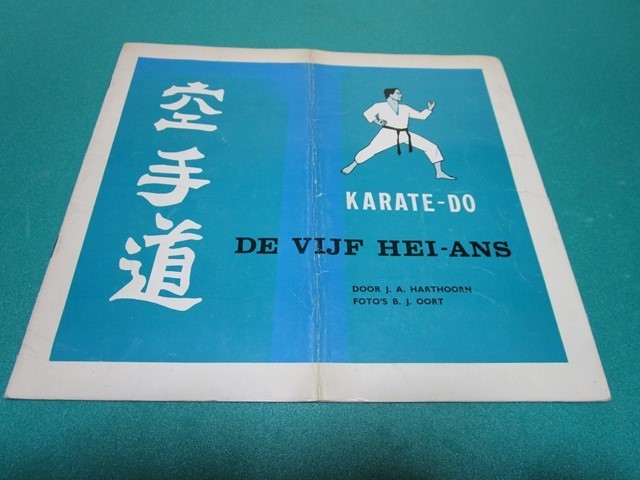 空手道
KARATE-DO
DE VIJF HEI-ANS
DOOR J. A. HARTHOORN
FOTO'S B. J. OORT